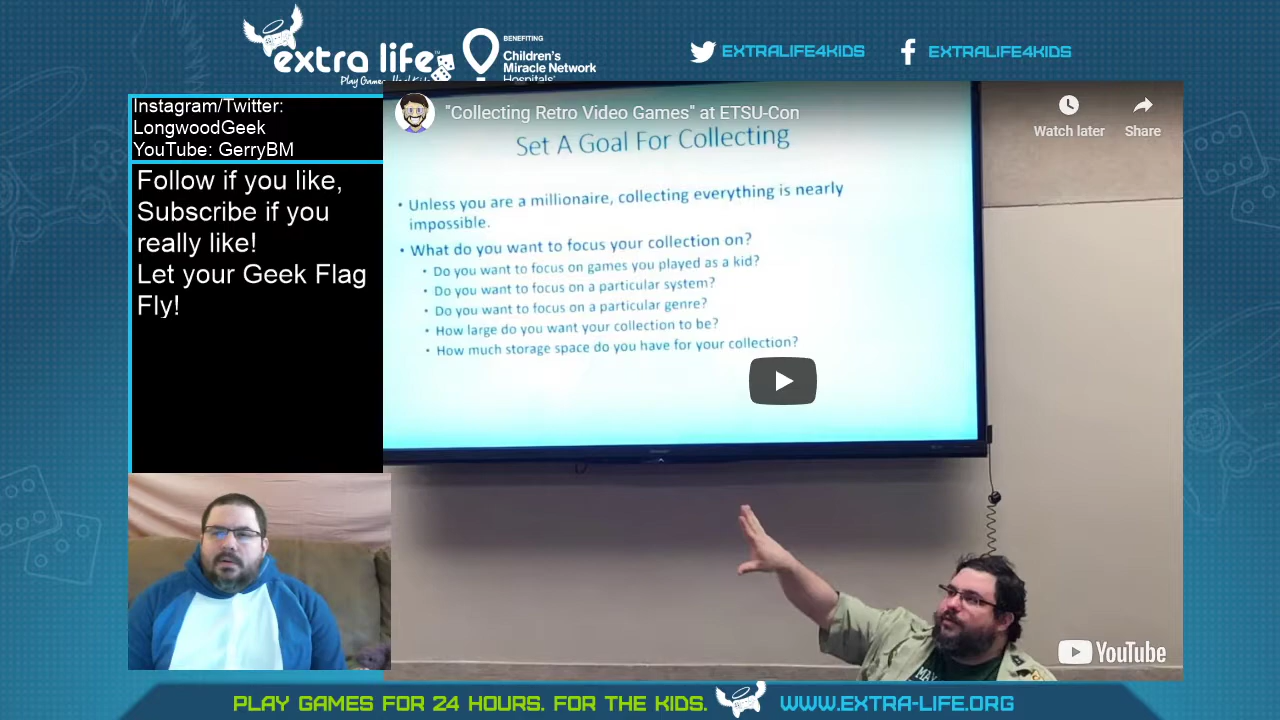 extra life
Play Games. Heal Kids.
BENEFITING
Children's
Miracle Network
Hospitals
EXTRALIFE4KIDS
EXTRALIFE4KIDS
Instagram/Twitter:
LongwoodGeek
YouTube: GerryBM
Follow if you like,
Subscribe if you
really like!
Let your Geek Flag
Fly!
"Collecting Retro Video Games" at ETSU-Con
Watch later
Share
Set A Goal For Collecting
• Unless you are a millionaire, collecting everything is nearly
impossible.
• What do you want to focus your collection on?
• Do you want to focus on games you played as a kid?
• Do you want to focus on a particular system?
• Do you want to focus on a particular genre?
• How large do you want your collection to be?
• How much storage space do you have for your collection?
YouTube
PLAY GAMES FOR 24 HOURS. FOR THE KIDS.
WWW.EXTRA-LIFE.ORG